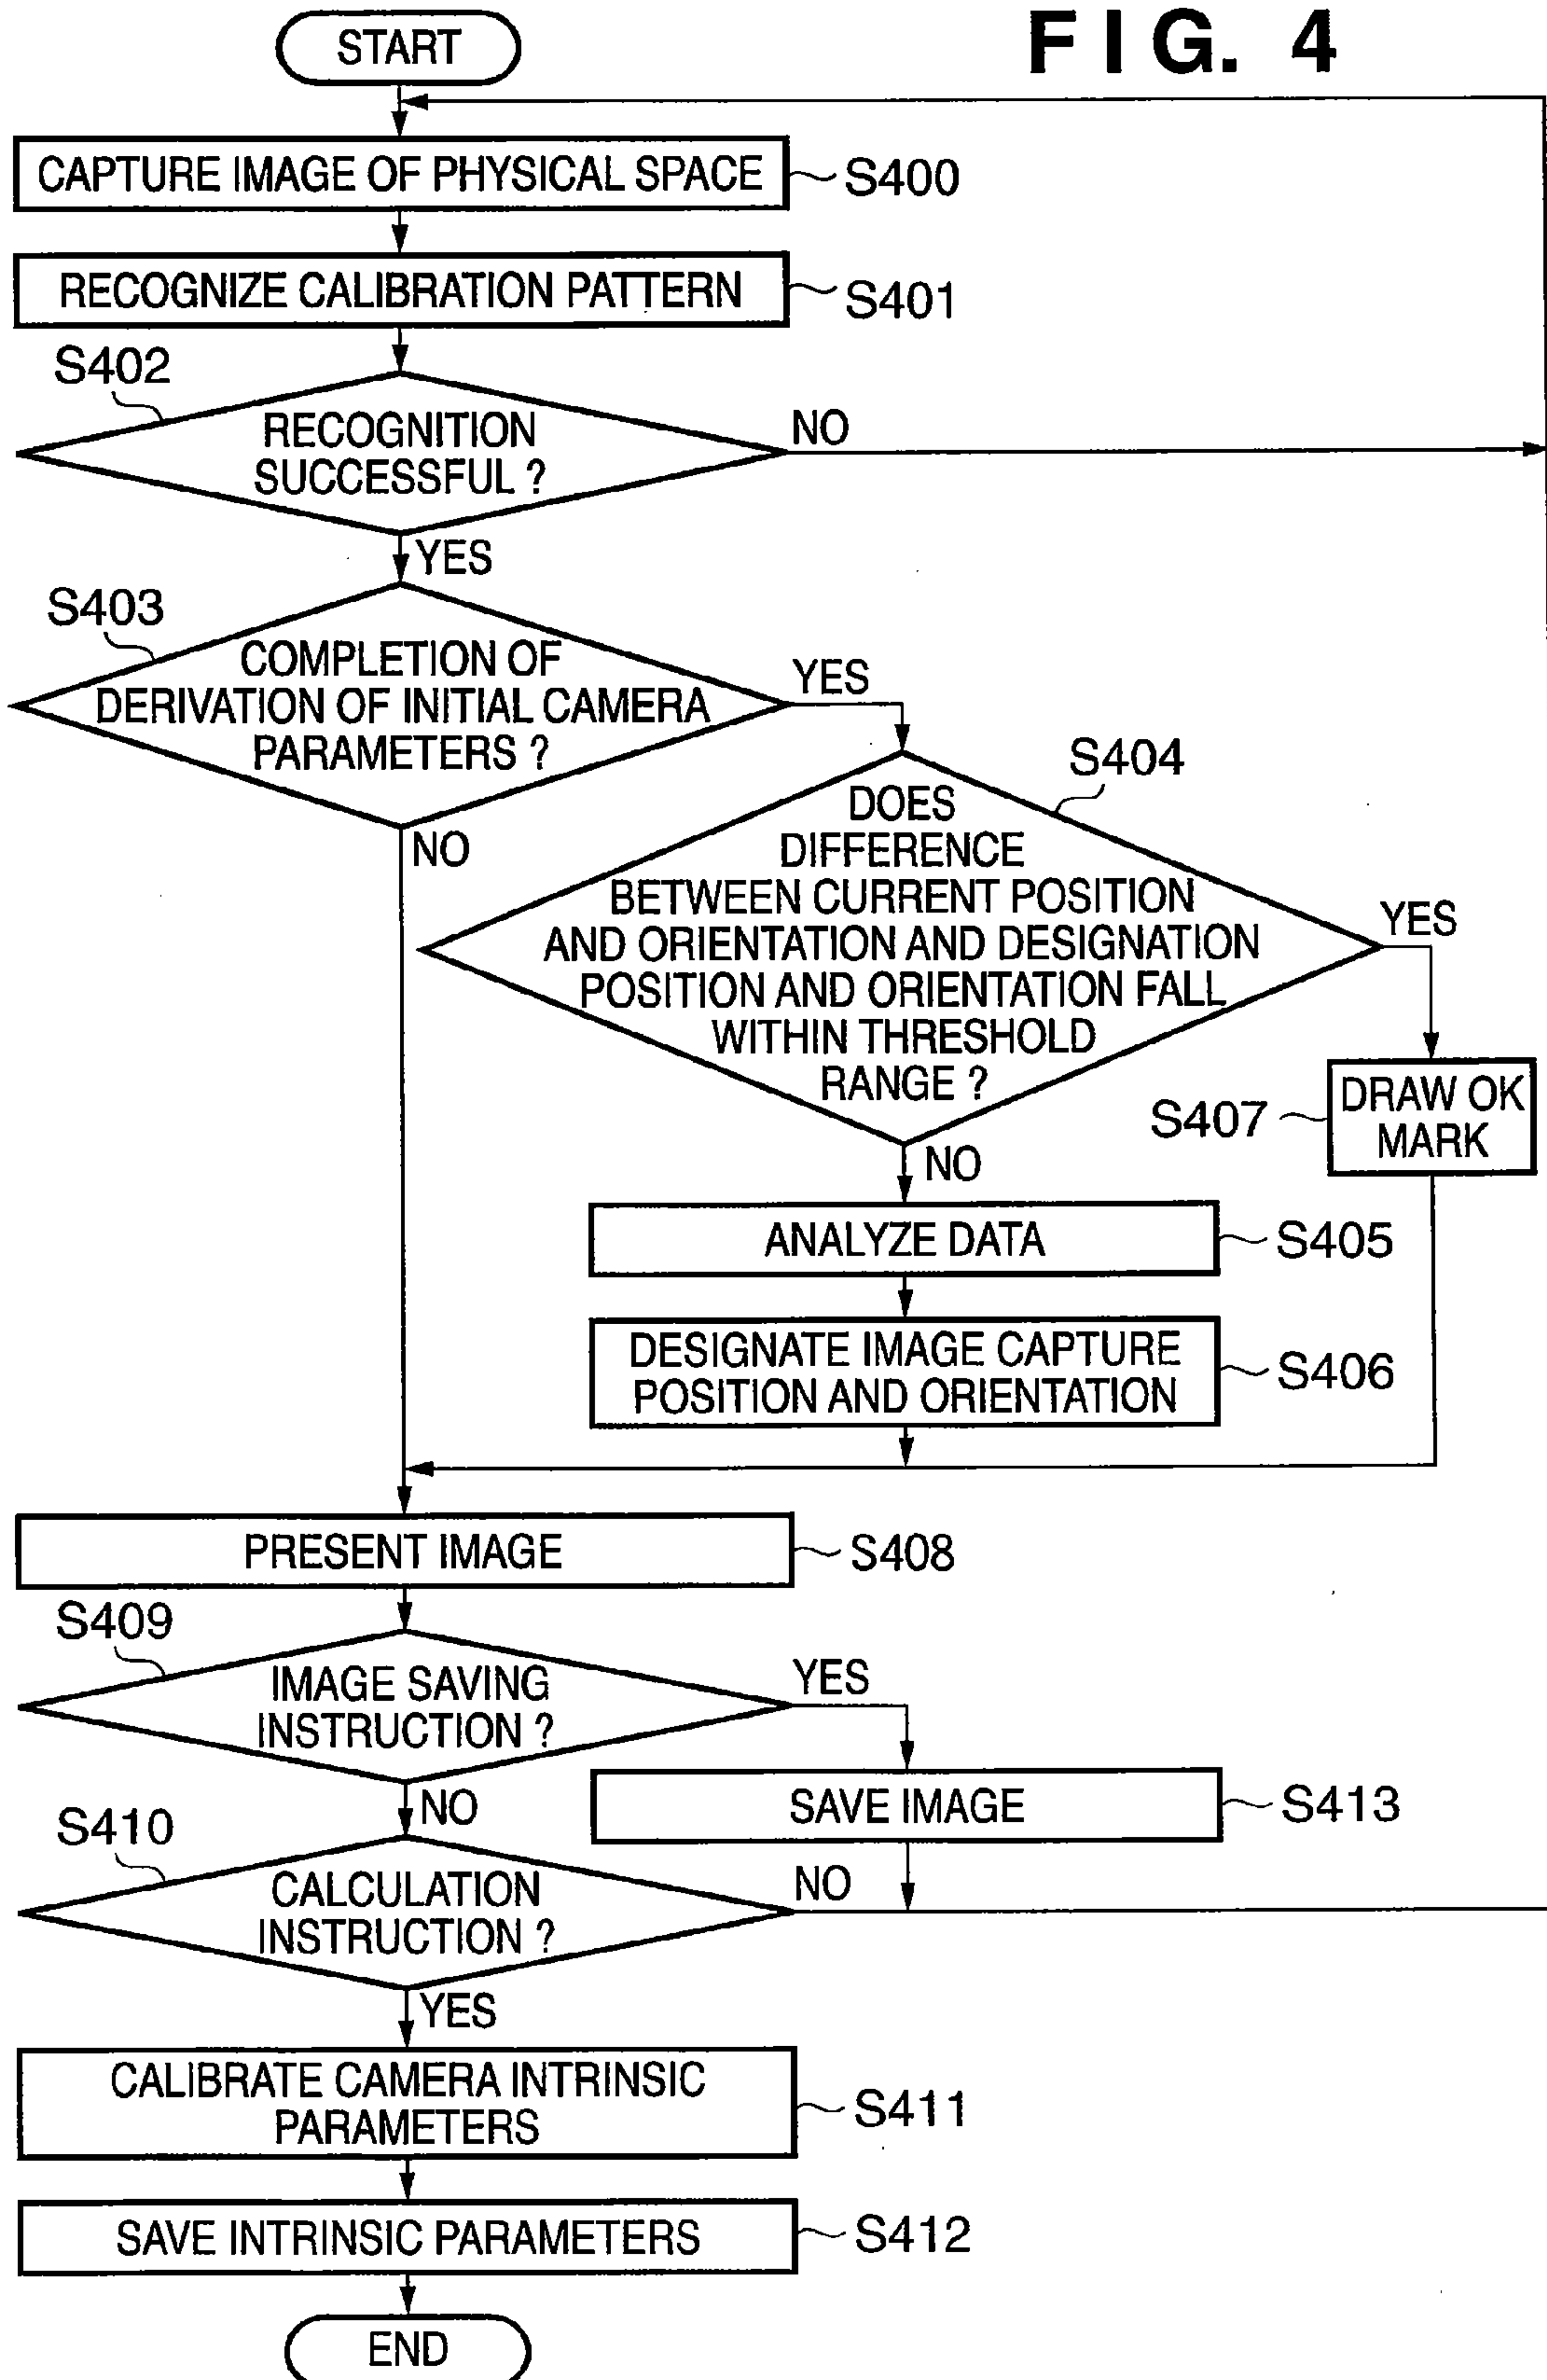 FIG. 4
START
CAPTURE IMAGE OF PHYSICAL SPACE
S400
RECOGNIZE CALIBRATION PATTERN
S401
S402
RECOGNITION
SUCCESSFUL ?
NO
YES
S403
COMPLETION OF
DERIVATION OF INITIAL CAMERA
PARAMETERS ?
YES
NO
S404
DOES
DIFFERENCE
BETWEEN CURRENT POSITION
AND ORIENTATION AND DESIGNATION
POSITION AND ORIENTATION FALL
WITHIN THRESHOLD
RANGE ?
YES
NO
S407
DRAW OK
MARK
ANALYZE DATA
S405
DESIGNATE IMAGE CAPTURE
POSITION AND ORIENTATION
S406
PRESENT IMAGE
S408
S409
IMAGE SAVING
INSTRUCTION ?
YES
NO
SAVE IMAGE
S413
S410
CALCULATION
INSTRUCTION ?
NO
YES
CALIBRATE CAMERA INTRINSIC
PARAMETERS
S411
SAVE INTRINSIC PARAMETERS
S412
END